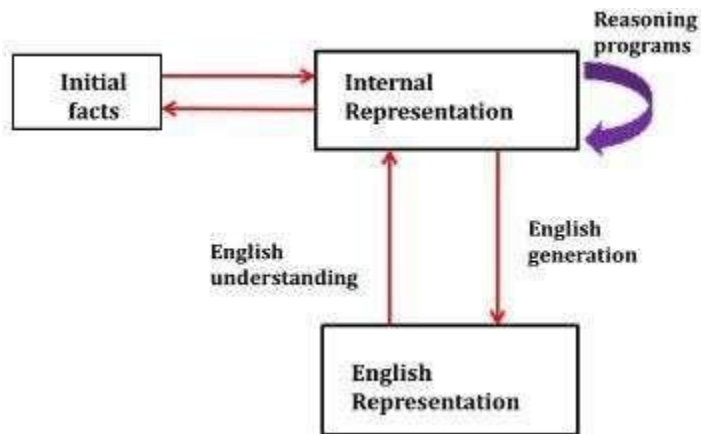 Reasoning
programs
Initial
facts
Internal
Representation
English
understanding
English
generation
English
Representation